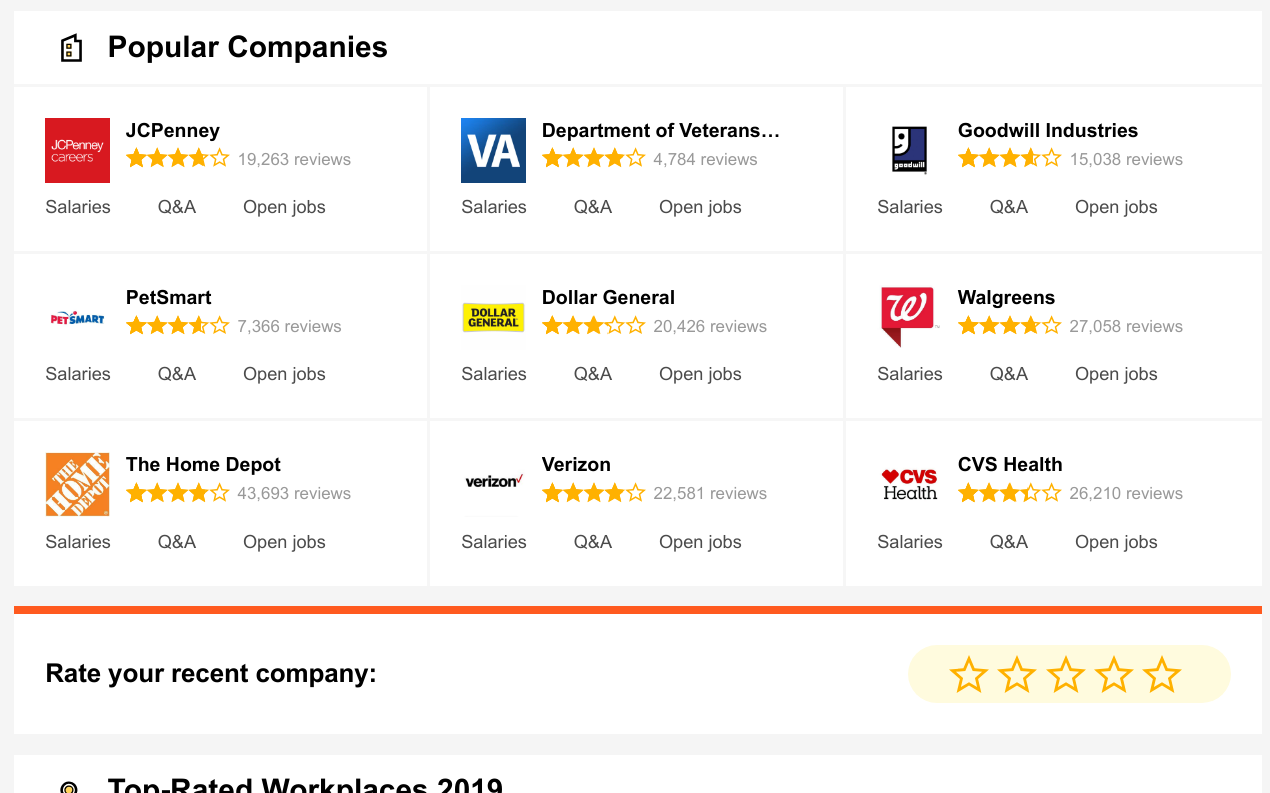 Popular Companies
JCPenney
careers
JCPenney
19,263 reviews
Salaries Q&A Open jobs
VA
Department of Veterans…
4,784 reviews
Salaries Q&A Open jobs
g
goodwill
Goodwill Industries
15,038 reviews
Salaries Q&A Open jobs
PETSMART
PetSmart
7,366 reviews
Salaries Q&A Open jobs
DOLLAR
GENERAL
Dollar General
20,426 reviews
Salaries Q&A Open jobs
W
Walgreens
27,058 reviews
Salaries Q&A Open jobs
THE
HOME
DEPOT
The Home Depot
43,693 reviews
Salaries Q&A Open jobs
verizon
Verizon
22,581 reviews
Salaries Q&A Open jobs
CVS
Health
CVS Health
26,210 reviews
Salaries Q&A Open jobs
Rate your recent company:
Top-Rated Workplaces 2019